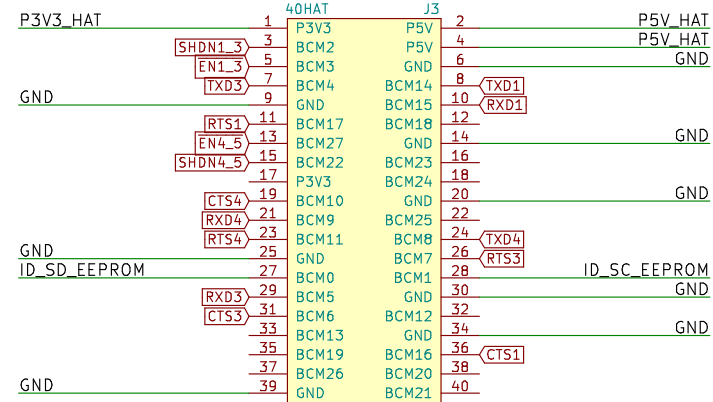 40HAT J3
P3V3_HAT 1 P3V3 P5V 2 P5V_HAT
SHDN1_3 3 BCM2 P5V 4 P5V_HAT
EN1_3 5 BCM3 GND 6 GND
TXD3 7 BCM4 BCM14 8 TXD1
GND 9 GND BCM15 10 RXD1
RTS1 11 BCM17 BCM18 12
EN4_5 13 BCM27 GND 14 GND
SHDN4_5 15 BCM22 BCM23 16
17 P3V3 BCM24 18
CTS4 19 BCM10 GND 20 GND
RXD4 21 BCM9 BCM25 22
RTS4 23 BCM11 BCM8 24 TXD4
GND 25 GND BCM7 26 RTS3
ID_SD_EEPROM 27 BCM0 BCM1 28 ID_SC_EEPROM
RXD3 29 BCM5 GND 30 GND
CTS3 31 BCM6 BCM12 32
33 BCM13 GND 34 GND
35 BCM19 BCM16 36 CTS1
37 BCM26 BCM20 38
GND 39 GND BCM21 40